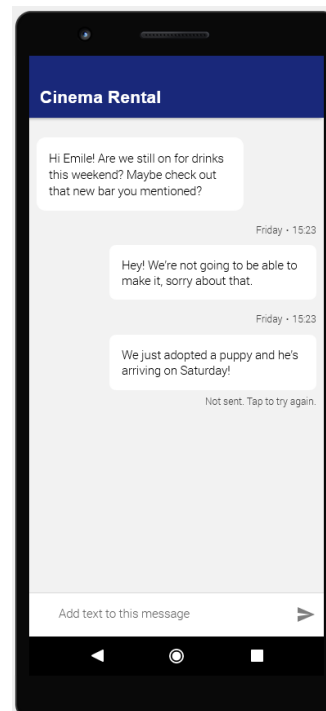 Cinema Rental
Hi Emile! Are we still on for drinks
this weekend? Maybe check out
that new bar you mentioned?
Friday • 15:23
Hey! We're not going to be able to
make it, sorry about that.
Friday • 15:23
We just adopted a puppy and he's
arriving on Saturday!
Not sent. Tap to try again.
Add text to this message